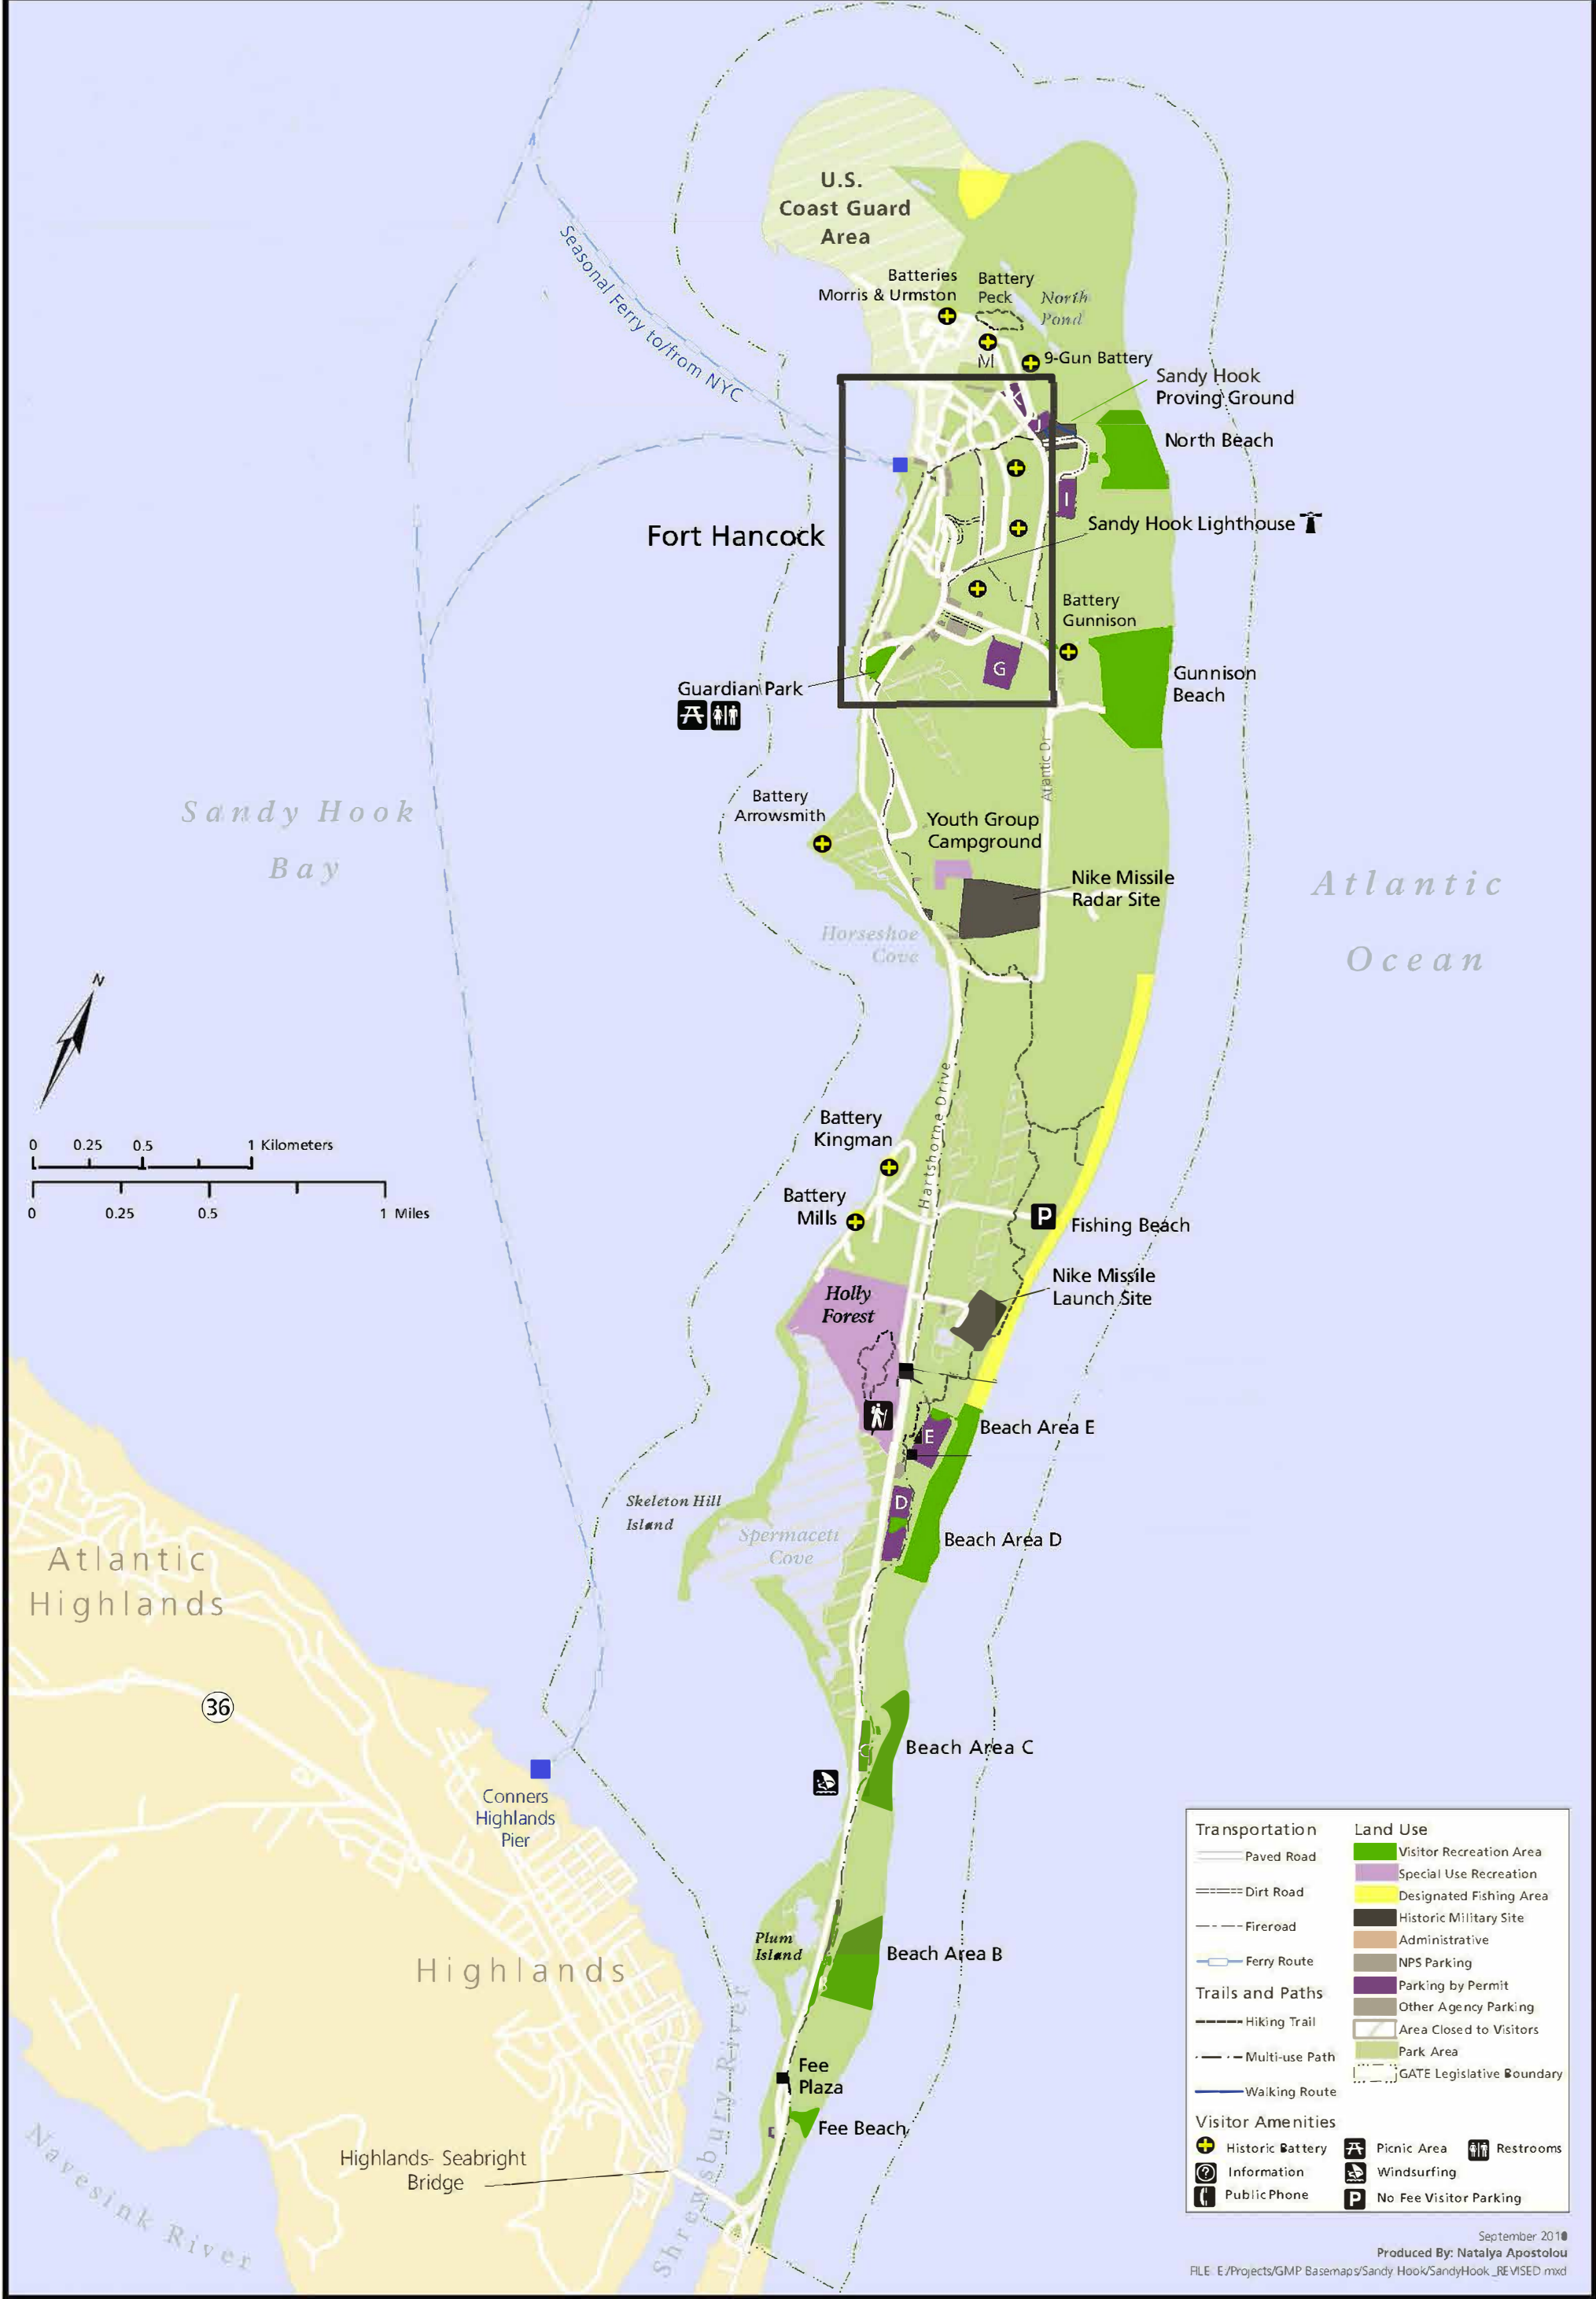 U.S.
Coast Guard
Area
Seasonal Ferry to/from NYC
Batteries
Morris & Urmston
Battery
Peck
North
Pond
M
9-Gun Battery
Sandy Hook
Proving Ground
K
J
North Beach
I
Sandy Hook Lighthouse
Fort Hancock
Battery
Gunnison
G
Gunnison
Beach
Guardian Park
Atlantic Dr
Sandy Hook
Bay
Battery
Arrowsmith
Youth Group
Campground
Nike Missile
Radar Site
Atlantic
Ocean
Horseshoe
Cove
N
0 0.25 0.5 1 Kilometers
0 0.25 0.5 1 Miles
Hartshorne Drive
Battery
Kingman
Battery
Mills
P
Fishing Beach
Nike Missile
Launch Site
Holly
Forest
E
Beach Area E
D
Skeleton Hill
Island
Spermaceti
Cove
Beach Area D
Atlantic
Highlands
36
C
Beach Area C
Conners
Highlands
Pier
Plum
Island
B
Beach Area B
Highlands
Fee
Plaza
Fee Beach
Shrewsbury River
Highlands- Seabright
Bridge
Navesink River
Transportation
Paved Road
Dirt Road
Fireroad
Ferry Route
Trails and Paths
Hiking Trail
Multi-use Path
Walking Route
Land Use
Visitor Recreation Area
Special Use Recreation
Designated Fishing Area
Historic Military Site
Administrative
NPS Parking
Parking by Permit
Other Agency Parking
Area Closed to Visitors
Park Area
GATE Legislative Boundary
Visitor Amenities
Historic Battery
Picnic Area
Restrooms
? Information
Windsurfing
Public Phone
P No Fee Visitor Parking
September 2010
Produced By: Natalya Apostolou
FILE: E:/Projects/GMP Basemaps/Sandy Hook/SandyHook_REVISED mxd